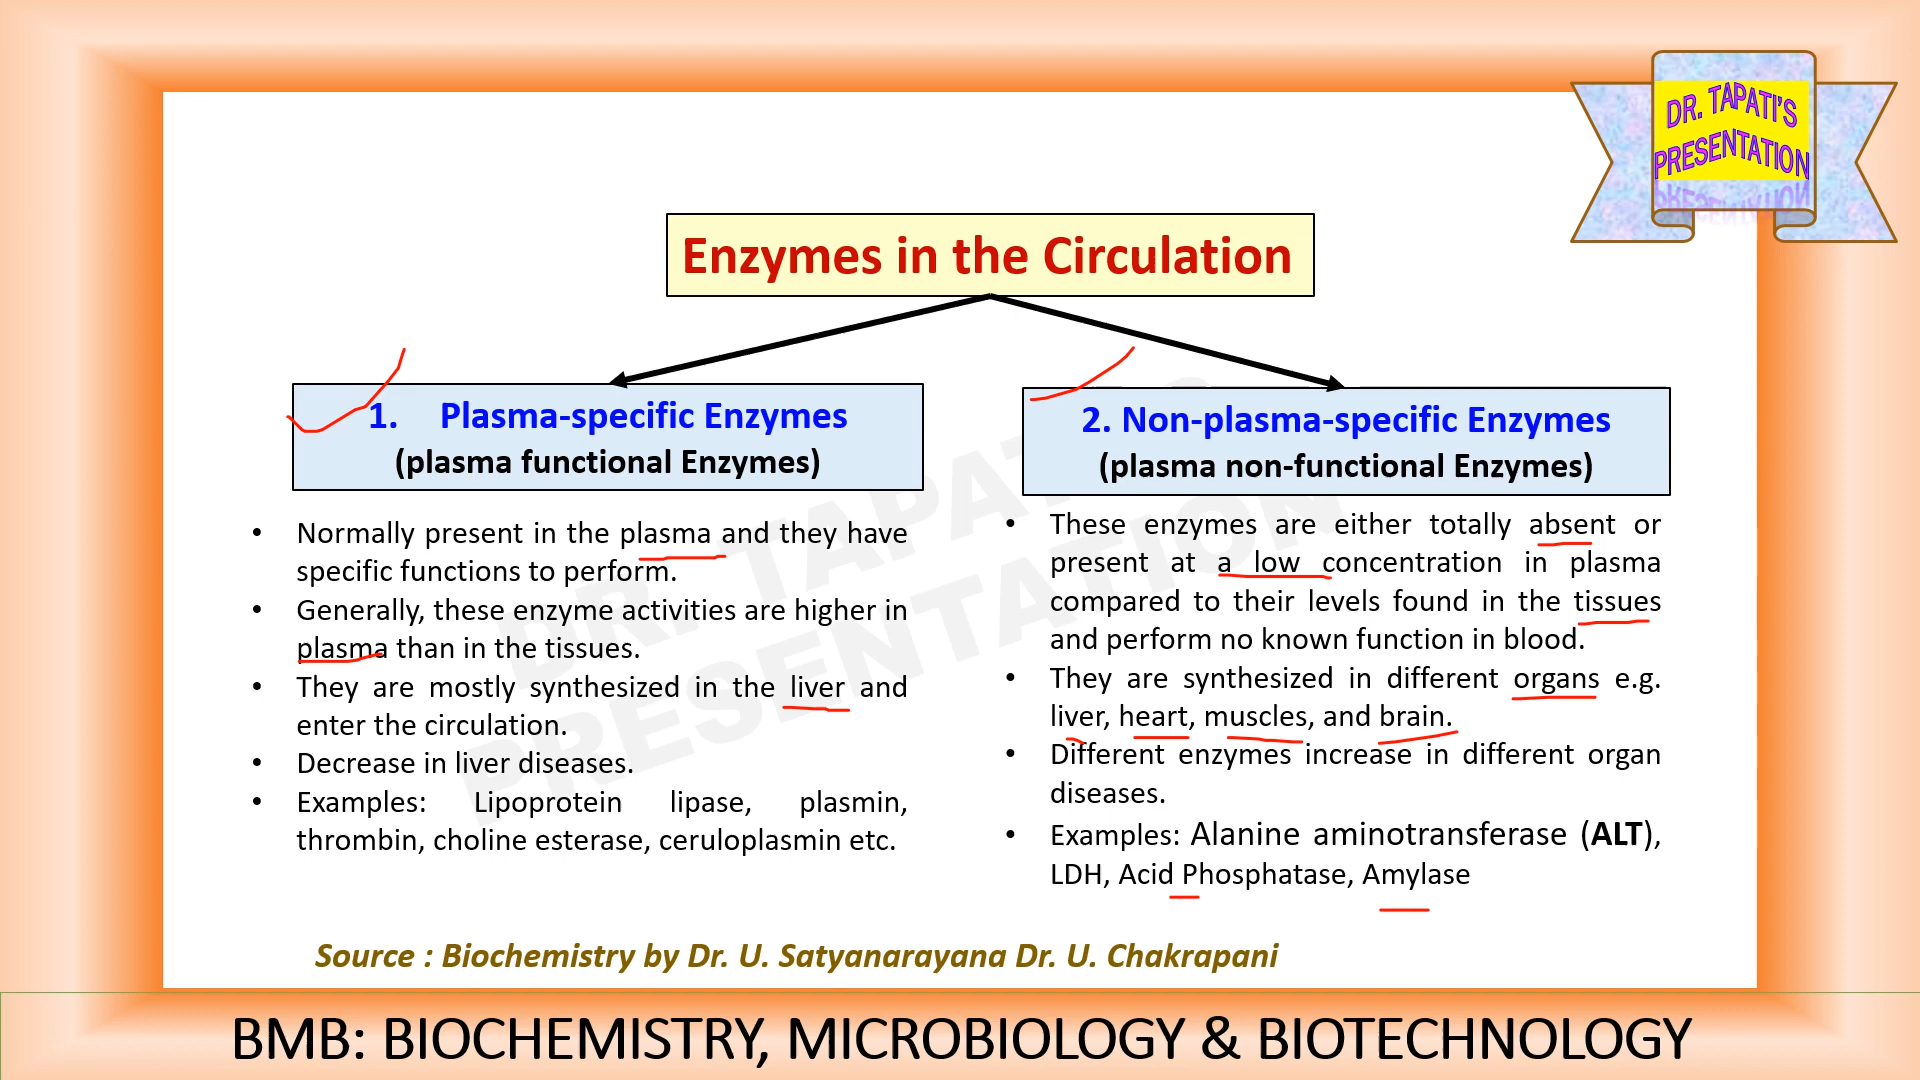 DR. TAPATI'S
PRESENTATION
Enzymes in the Circulation
1. Plasma-specific Enzymes
(plasma functional Enzymes)
• Normally present in the plasma and they have
specific functions to perform.
• Generally, these enzyme activities are higher in
plasma than in the tissues.
• They are mostly synthesized in the liver and
enter the circulation.
• Decrease in liver diseases.
• Examples: Lipoprotein lipase, plasmin,
thrombin, choline esterase, ceruloplasmin etc.
2. Non-plasma-specific Enzymes
(plasma non-functional Enzymes)
• These enzymes are either totally absent or
present at a low concentration in plasma
compared to their levels found in the tissues
and perform no known function in blood.
• They are synthesized in different organs e.g.
liver, heart, muscles, and brain.
• Different enzymes increase in different organ
diseases.
• Examples: Alanine aminotransferase (ALT),
LDH, Acid Phosphatase, Amylase
DR. TAPATI'S
PRESENTATION
Source : Biochemistry by Dr. U. Satyanarayana Dr. U. Chakrapani
BMB: BIOCHEMISTRY, MICROBIOLOGY & BIOTECHNOLOGY